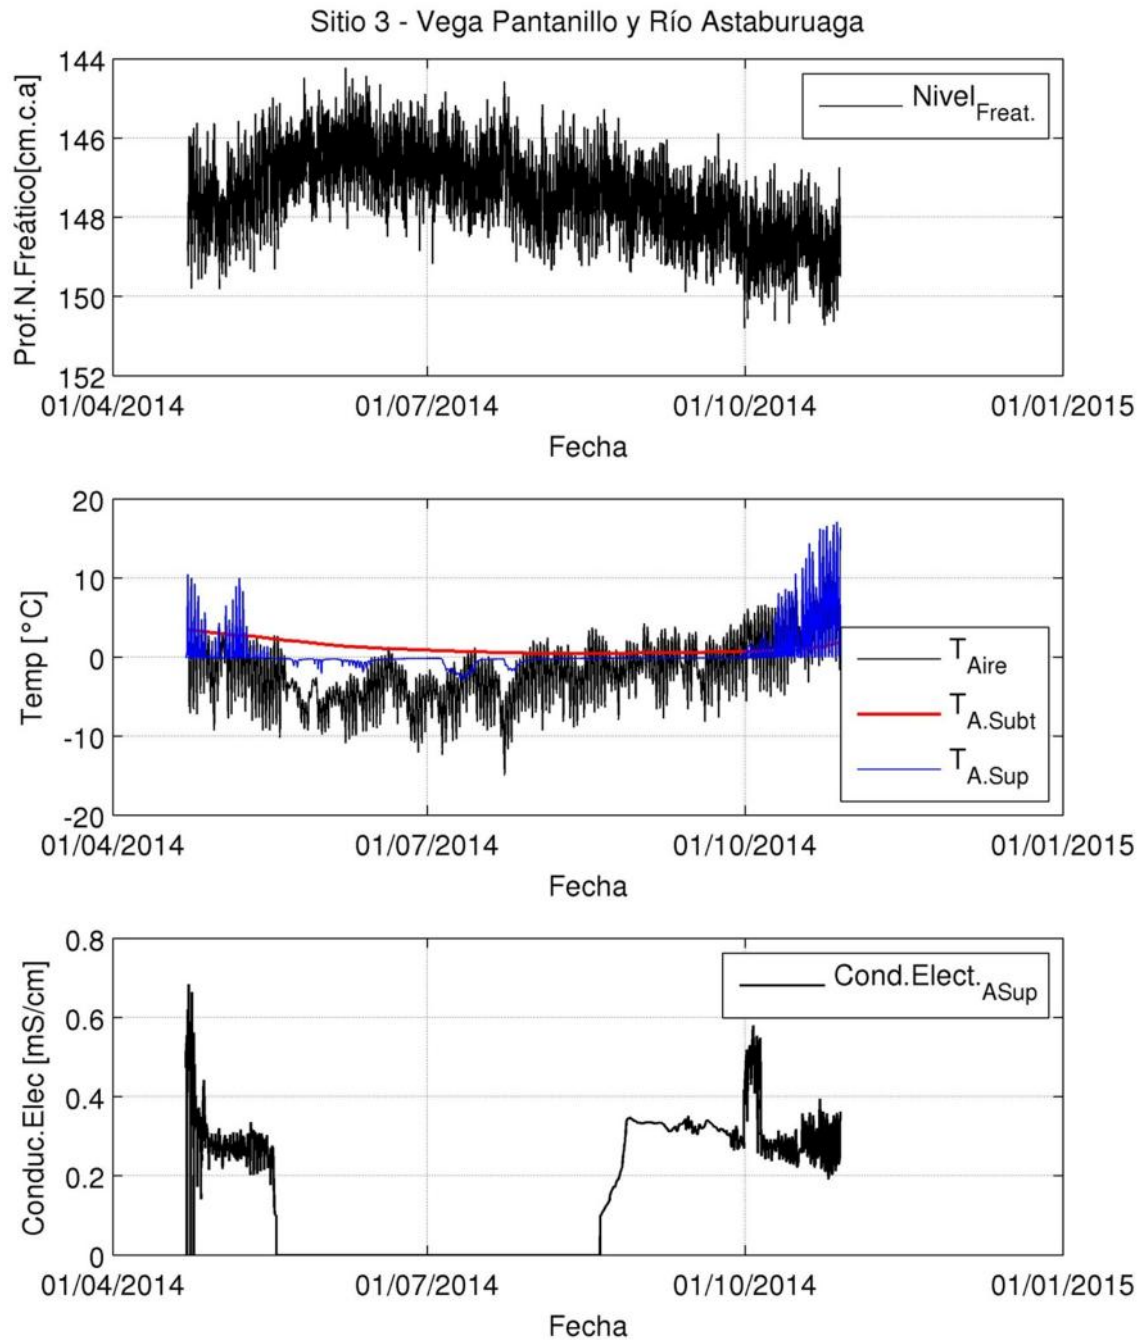 Sitio 3 - Vega Pantanillo y Río Astaburuaga
Prof.N.Freático[cm.c.a]
144
146
148
150
152
Nivel Freat.
01/04/2014 01/07/2014 01/10/2014 01/01/2015
Fecha
Temp [°C]
20
10
0
-10
-20
T Aire
T A.Subt
T A.Sup
01/04/2014 01/07/2014 01/10/2014 01/01/2015
Fecha
Conduc.Elec [mS/cm]
0.8
0.6
0.4
0.2
0
Cond.Elect. ASup
01/04/2014 01/07/2014 01/10/2014 01/01/2015
Fecha